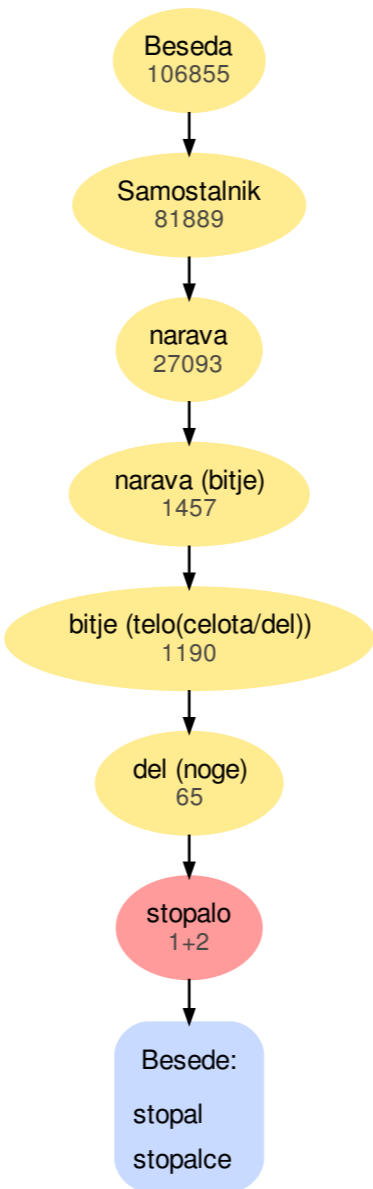 Beseda
106855
Samostalnik
81889
narava
27093
narava (bitje)
1457
bitje (telo(celota/del))
1190
del (noge)
65
stopalo
1+2
Besede:
stopal
stopalce